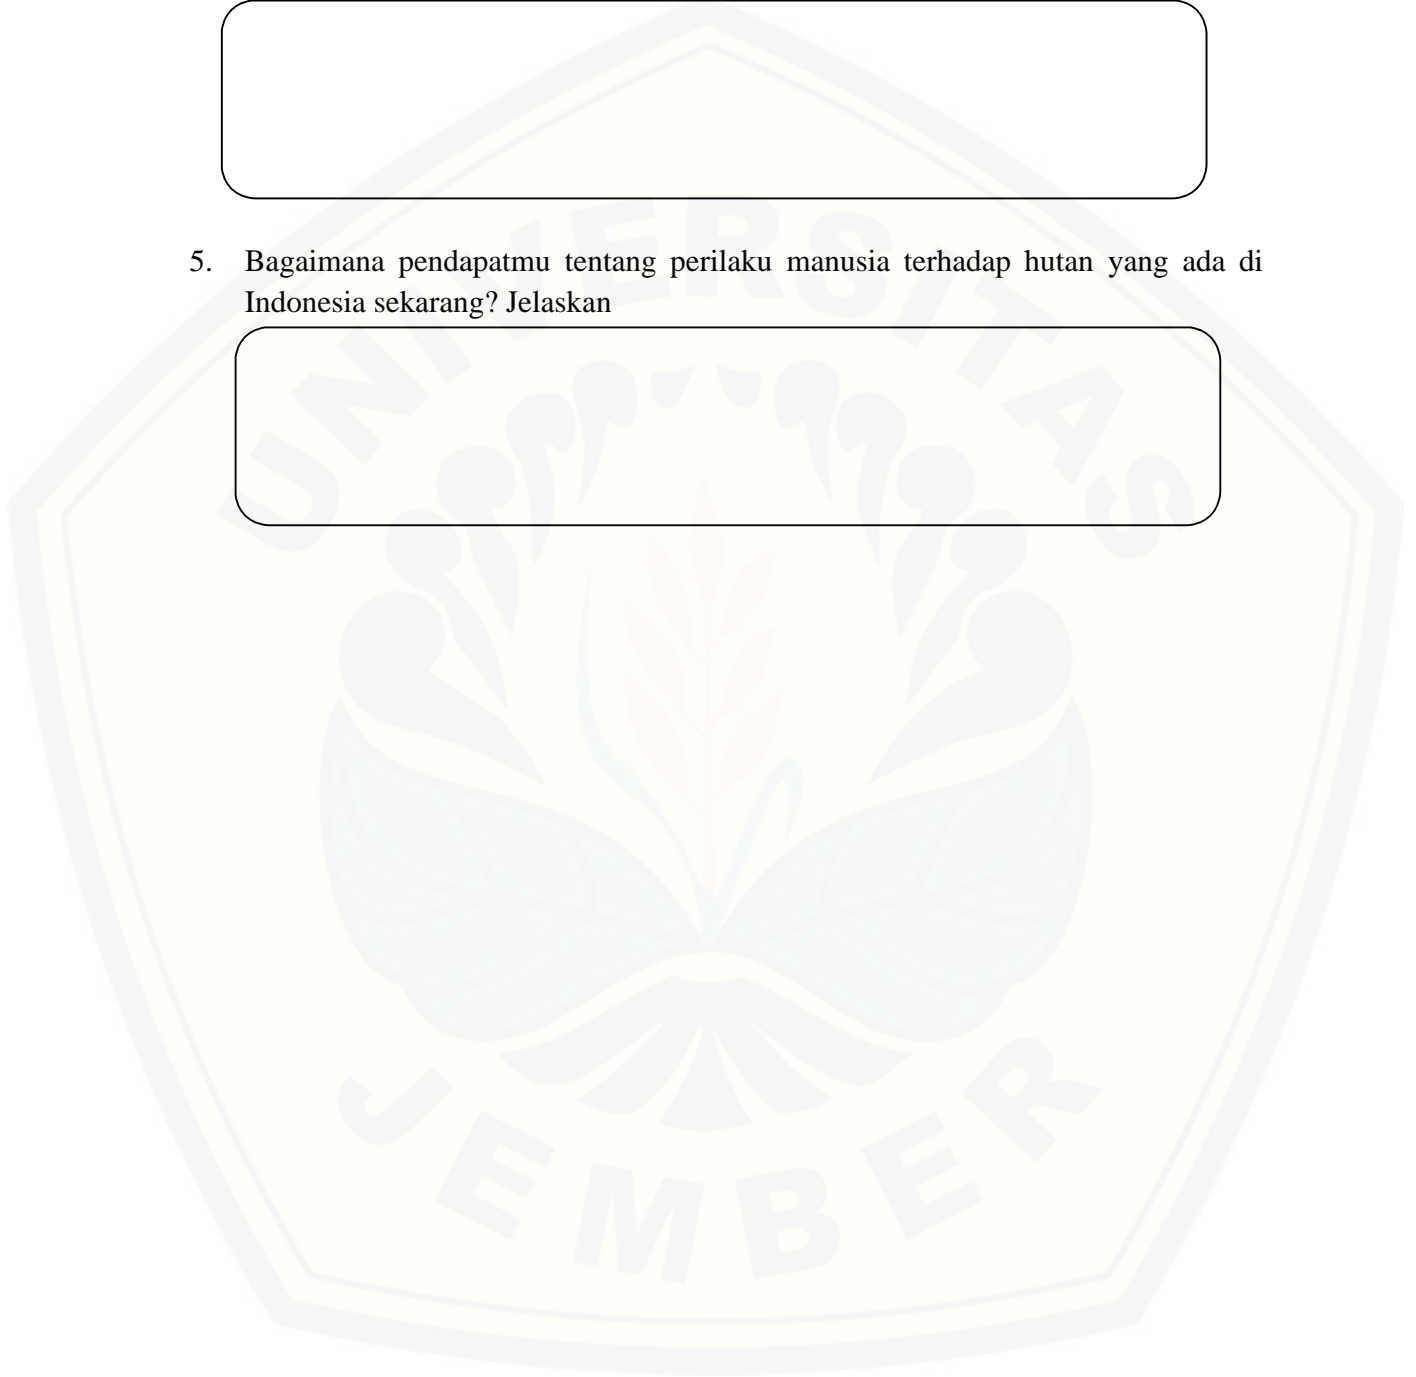 5. Bagaimana pendapatmu tentang perilaku manusia terhadap hutan yang ada di
Indonesia sekarang? Jelaskan
UNIVERSITAS
JEMBER